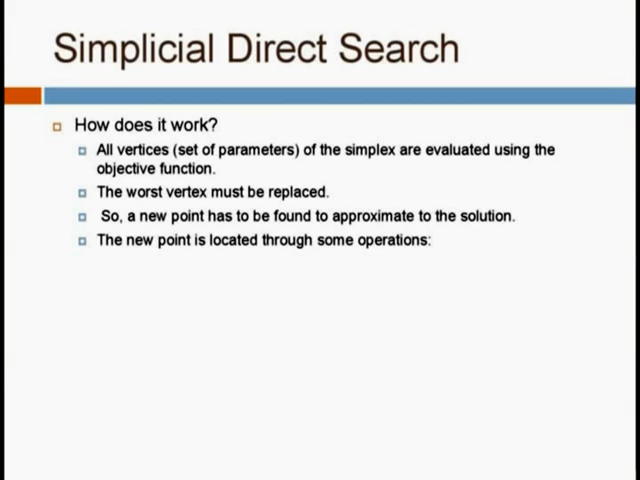 Simplicial Direct Search
How does it work?
All vertices (set of parameters) of the simplex are evaluated using the
objective function.
The worst vertex must be replaced.
So, a new point has to be found to approximate to the solution.
The new point is located through some operations: